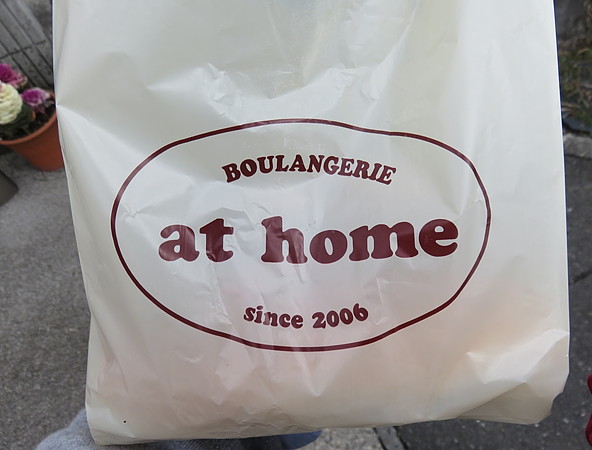 BOULANGERIE
at home
since 2006